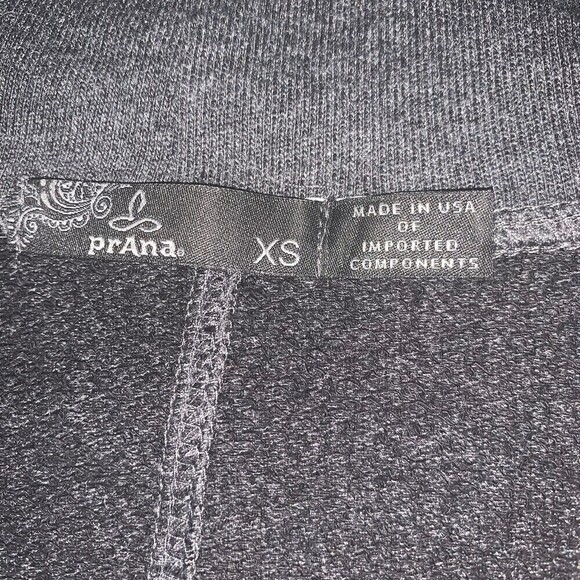 prAna®
XS
MADE IN USA
OF
IMPORTED
COMPONENTS